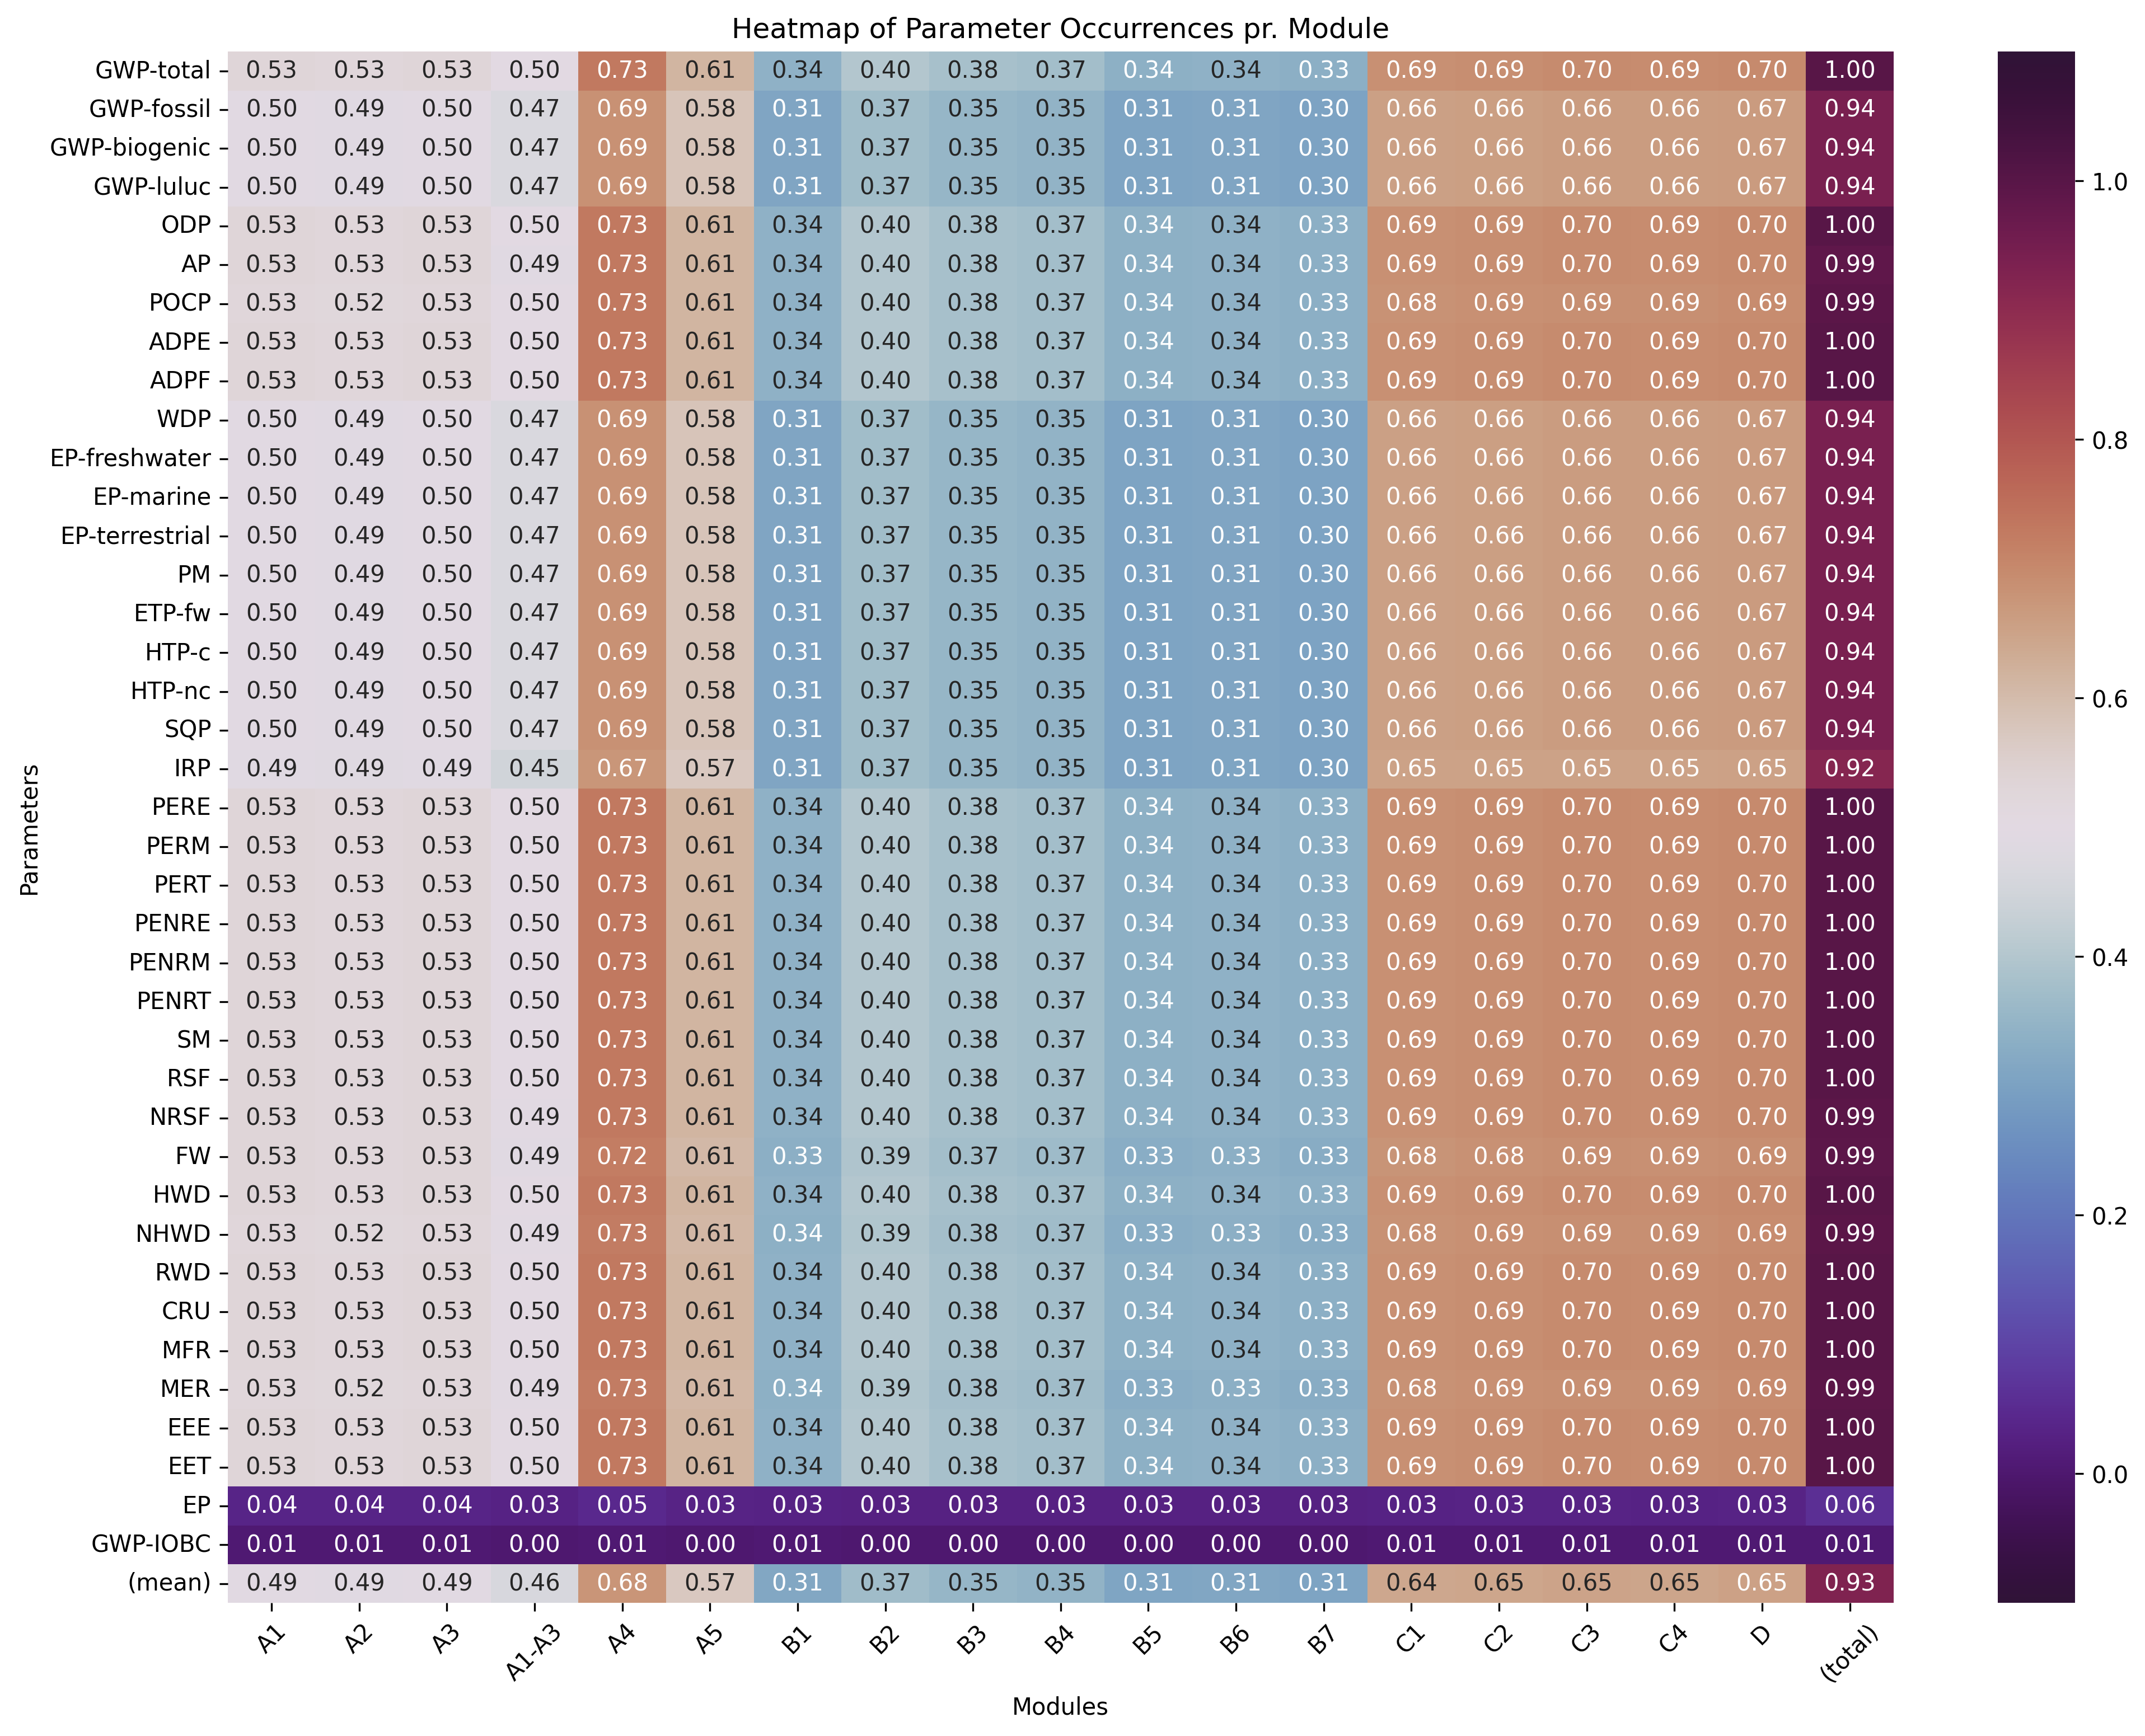 Heatmap of Parameter Occurrences pr. Module
GWP-total 0.53 0.53 0.53 0.50 0.73 0.61 0.34 0.40 0.38 0.37 0.34 0.34 0.33 0.69 0.69 0.70 0.69 0.70 1.00
GWP-fossil 0.50 0.49 0.50 0.47 0.69 0.58 0.31 0.37 0.35 0.35 0.31 0.31 0.30 0.66 0.66 0.66 0.66 0.67 0.94
GWP-biogenic 0.50 0.49 0.50 0.47 0.69 0.58 0.31 0.37 0.35 0.35 0.31 0.31 0.30 0.66 0.66 0.66 0.66 0.67 0.94
GWP-luluc 0.50 0.49 0.50 0.47 0.69 0.58 0.31 0.37 0.35 0.35 0.31 0.31 0.30 0.66 0.66 0.66 0.66 0.67 0.94
ODP 0.53 0.53 0.53 0.50 0.73 0.61 0.34 0.40 0.38 0.37 0.34 0.34 0.33 0.69 0.69 0.70 0.69 0.70 1.00
AP 0.53 0.53 0.53 0.49 0.73 0.61 0.34 0.40 0.38 0.37 0.34 0.34 0.33 0.69 0.69 0.70 0.69 0.70 0.99
POCP 0.53 0.52 0.53 0.50 0.73 0.61 0.34 0.40 0.38 0.37 0.34 0.34 0.33 0.68 0.69 0.69 0.69 0.69 0.99
ADPE 0.53 0.53 0.53 0.50 0.73 0.61 0.34 0.40 0.38 0.37 0.34 0.34 0.33 0.69 0.69 0.70 0.69 0.70 1.00
ADPF 0.53 0.53 0.53 0.50 0.73 0.61 0.34 0.40 0.38 0.37 0.34 0.34 0.33 0.69 0.69 0.70 0.69 0.70 1.00
WDP 0.50 0.49 0.50 0.47 0.69 0.58 0.31 0.37 0.35 0.35 0.31 0.31 0.30 0.66 0.66 0.66 0.66 0.67 0.94
EP-freshwater 0.50 0.49 0.50 0.47 0.69 0.58 0.31 0.37 0.35 0.35 0.31 0.31 0.30 0.66 0.66 0.66 0.66 0.67 0.94
EP-marine 0.50 0.49 0.50 0.47 0.69 0.58 0.31 0.37 0.35 0.35 0.31 0.31 0.30 0.66 0.66 0.66 0.66 0.67 0.94
EP-terrestrial 0.50 0.49 0.50 0.47 0.69 0.58 0.31 0.37 0.35 0.35 0.31 0.31 0.30 0.66 0.66 0.66 0.66 0.67 0.94
PM 0.50 0.49 0.50 0.47 0.69 0.58 0.31 0.37 0.35 0.35 0.31 0.31 0.30 0.66 0.66 0.66 0.66 0.67 0.94
ETP-fw 0.50 0.49 0.50 0.47 0.69 0.58 0.31 0.37 0.35 0.35 0.31 0.31 0.30 0.66 0.66 0.66 0.66 0.67 0.94
HTP-c 0.50 0.49 0.50 0.47 0.69 0.58 0.31 0.37 0.35 0.35 0.31 0.31 0.30 0.66 0.66 0.66 0.66 0.67 0.94
HTP-nc 0.50 0.49 0.50 0.47 0.69 0.58 0.31 0.37 0.35 0.35 0.31 0.31 0.30 0.66 0.66 0.66 0.66 0.67 0.94
SQP 0.50 0.49 0.50 0.47 0.69 0.58 0.31 0.37 0.35 0.35 0.31 0.31 0.30 0.66 0.66 0.66 0.66 0.67 0.94
IRP 0.49 0.49 0.49 0.45 0.67 0.57 0.31 0.37 0.35 0.35 0.31 0.31 0.30 0.65 0.65 0.65 0.65 0.65 0.92
PERE 0.53 0.53 0.53 0.50 0.73 0.61 0.34 0.40 0.38 0.37 0.34 0.34 0.33 0.69 0.69 0.70 0.69 0.70 1.00
PERM 0.53 0.53 0.53 0.50 0.73 0.61 0.34 0.40 0.38 0.37 0.34 0.34 0.33 0.69 0.69 0.70 0.69 0.70 1.00
PERT 0.53 0.53 0.53 0.50 0.73 0.61 0.34 0.40 0.38 0.37 0.34 0.34 0.33 0.69 0.69 0.70 0.69 0.70 1.00
PENRE 0.53 0.53 0.53 0.50 0.73 0.61 0.34 0.40 0.38 0.37 0.34 0.34 0.33 0.69 0.69 0.70 0.69 0.70 1.00
PENRM 0.53 0.53 0.53 0.50 0.73 0.61 0.34 0.40 0.38 0.37 0.34 0.34 0.33 0.69 0.69 0.70 0.69 0.70 1.00
PENRT 0.53 0.53 0.53 0.50 0.73 0.61 0.34 0.40 0.38 0.37 0.34 0.34 0.33 0.69 0.69 0.70 0.69 0.70 1.00
SM 0.53 0.53 0.53 0.50 0.73 0.61 0.34 0.40 0.38 0.37 0.34 0.34 0.33 0.69 0.69 0.70 0.69 0.70 1.00
RSF 0.53 0.53 0.53 0.50 0.73 0.61 0.34 0.40 0.38 0.37 0.34 0.34 0.33 0.69 0.69 0.70 0.69 0.70 1.00
NRSF 0.53 0.53 0.53 0.49 0.73 0.61 0.34 0.40 0.38 0.37 0.34 0.34 0.33 0.69 0.69 0.70 0.69 0.70 0.99
FW 0.53 0.53 0.53 0.49 0.72 0.61 0.33 0.39 0.37 0.37 0.33 0.33 0.33 0.68 0.68 0.69 0.69 0.69 0.99
HWD 0.53 0.53 0.53 0.50 0.73 0.61 0.34 0.40 0.38 0.37 0.34 0.34 0.33 0.69 0.69 0.70 0.69 0.70 1.00
NHWD 0.53 0.52 0.53 0.49 0.73 0.61 0.34 0.39 0.38 0.37 0.33 0.33 0.33 0.68 0.69 0.69 0.69 0.69 0.99
RWD 0.53 0.53 0.53 0.50 0.73 0.61 0.34 0.40 0.38 0.37 0.34 0.34 0.33 0.69 0.69 0.70 0.69 0.70 1.00
CRU 0.53 0.53 0.53 0.50 0.73 0.61 0.34 0.40 0.38 0.37 0.34 0.34 0.33 0.69 0.69 0.70 0.69 0.70 1.00
MFR 0.53 0.53 0.53 0.50 0.73 0.61 0.34 0.40 0.38 0.37 0.34 0.34 0.33 0.69 0.69 0.70 0.69 0.70 1.00
MER 0.53 0.52 0.53 0.49 0.73 0.61 0.34 0.39 0.38 0.37 0.33 0.33 0.33 0.68 0.69 0.69 0.69 0.69 0.99
EEE 0.53 0.53 0.53 0.50 0.73 0.61 0.34 0.40 0.38 0.37 0.34 0.34 0.33 0.69 0.69 0.70 0.69 0.70 1.00
EET 0.53 0.53 0.53 0.50 0.73 0.61 0.34 0.40 0.38 0.37 0.34 0.34 0.33 0.69 0.69 0.70 0.69 0.70 1.00
EP 0.04 0.04 0.04 0.03 0.05 0.03 0.03 0.03 0.03 0.03 0.03 0.03 0.03 0.03 0.03 0.03 0.03 0.03 0.06
GWP-IOBC 0.01 0.01 0.01 0.00 0.01 0.00 0.01 0.00 0.00 0.00 0.00 0.00 0.00 0.01 0.01 0.01 0.01 0.01 0.01
(mean) 0.49 0.49 0.49 0.46 0.68 0.57 0.31 0.37 0.35 0.35 0.31 0.31 0.31 0.64 0.65 0.65 0.65 0.65 0.93
A1 A2 A3 A1-A3 A4 A5 B1 B2 B3 B4 B5 B6 B7 C1 C2 C3 C4 D (total)
Modules
Parameters
1.0
0.8
0.6
0.4
0.2
0.0